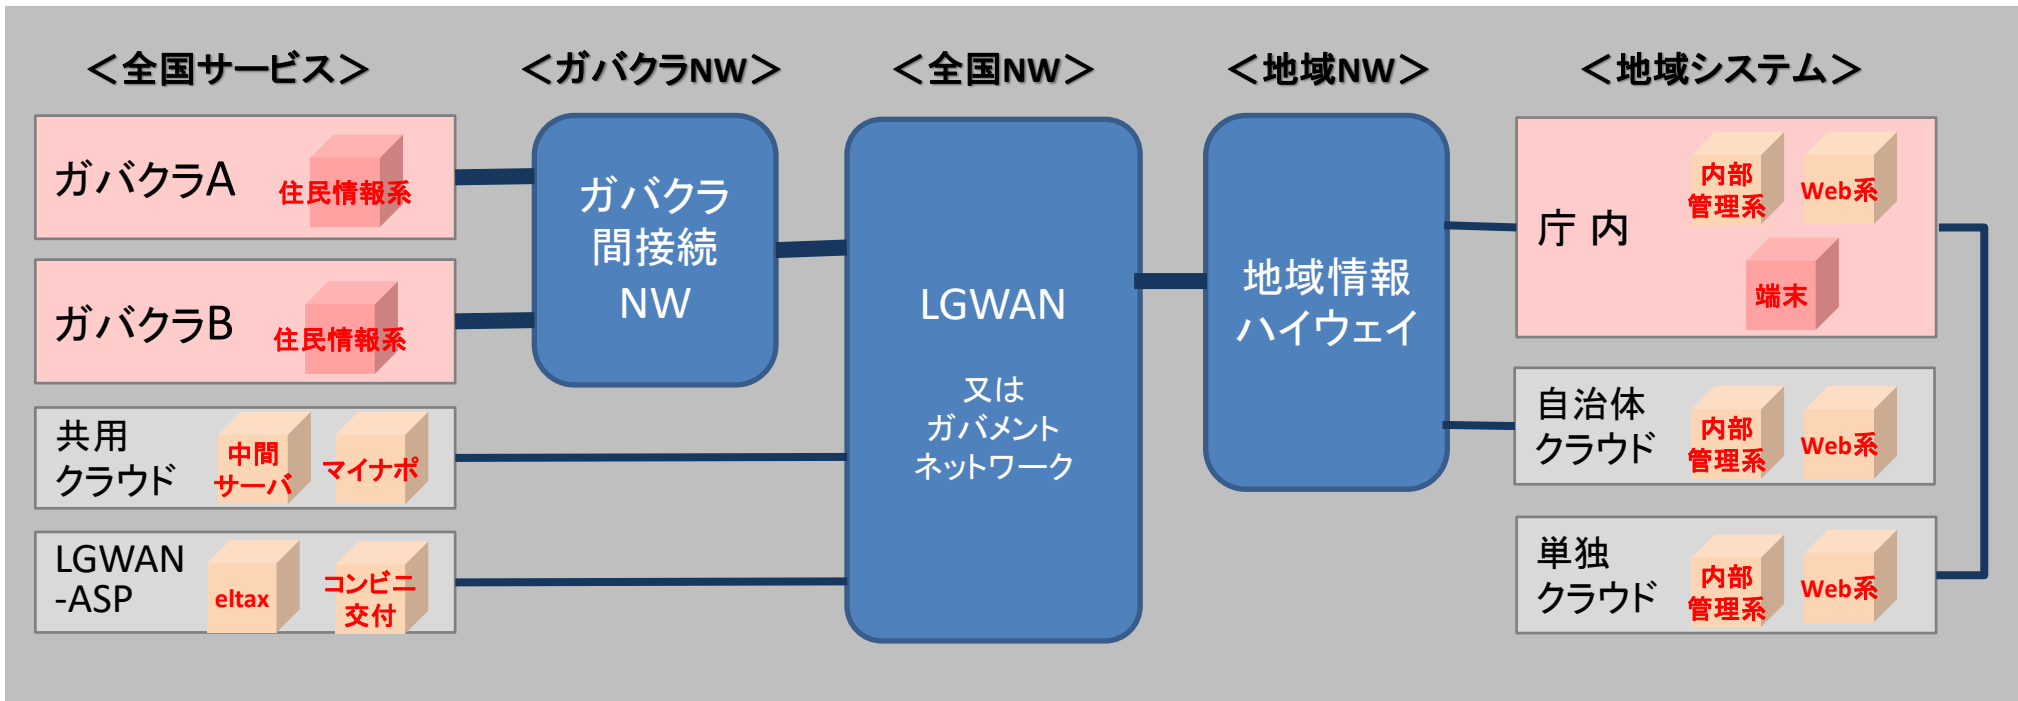 ＜全国サービス＞
＜ガバクラNW＞
＜全国NW＞
＜地域NW＞
＜地域システム＞
ガバクラA
住民情報系
ガバクラB
住民情報系
共用
クラウド
中間
サーバ
マイナポ
LGWAN
-ASP
eltax
コンビニ
交付
ガバクラ
間接続
NW
LGWAN
又は
ガバメント
ネットワーク
地域情報
ハイウェイ
庁 内
内部
管理系
Web系
端末
自治体
クラウド
内部
管理系
Web系
単独
クラウド
内部
管理系
Web系